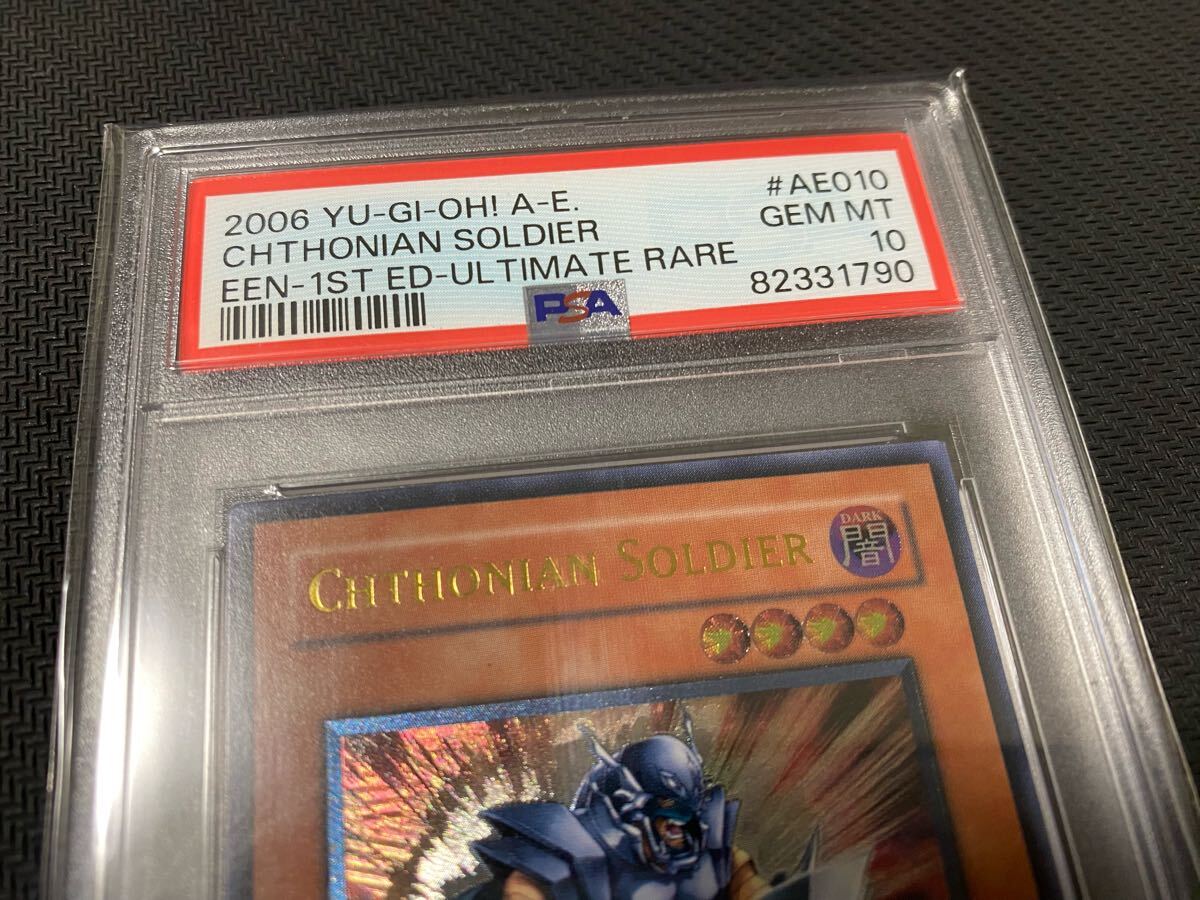 2006 YU-GI-OH! A-E.
CHTHONIAN SOLDIER
EEN-1ST ED-ULTIMATE RARE
#AE010
GEM MT
10
82331790
PSA
CHTHONIAN SOLDIER
DARK
闇